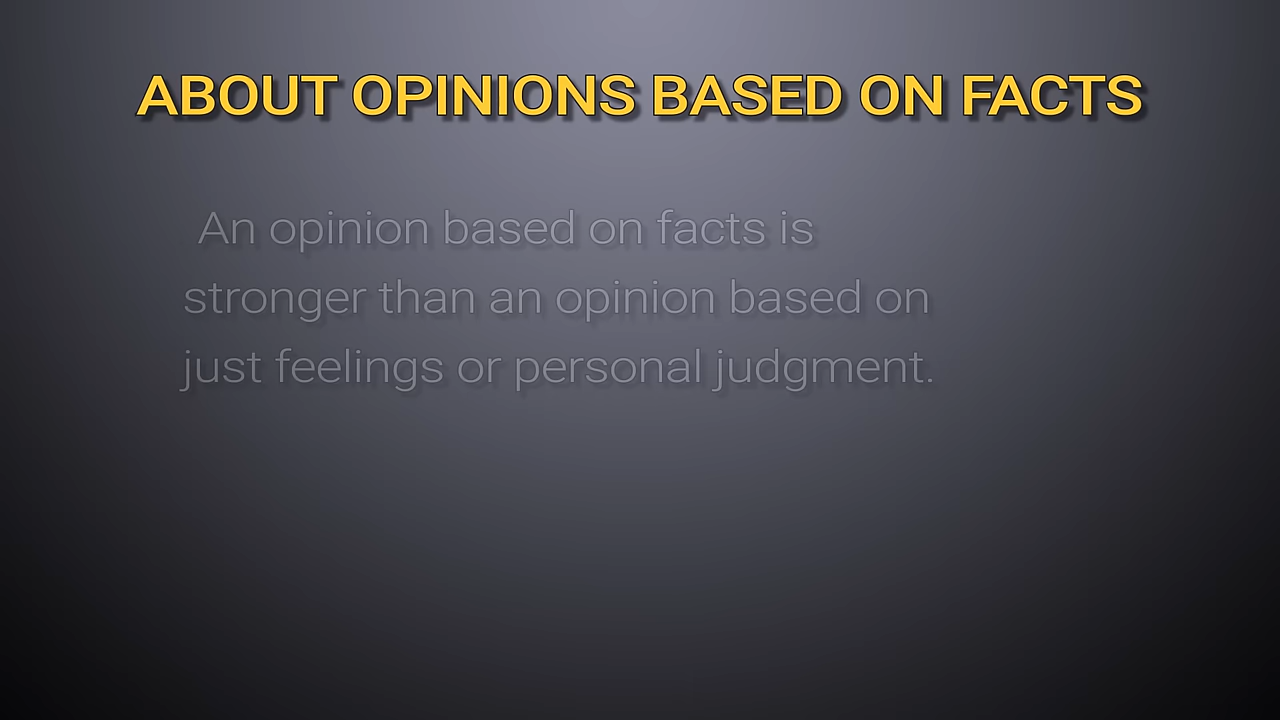 ABOUT OPINIONS BASED ON FACTS
An opinion based on facts is
stronger than an opinion based on
just feelings or personal judgment.